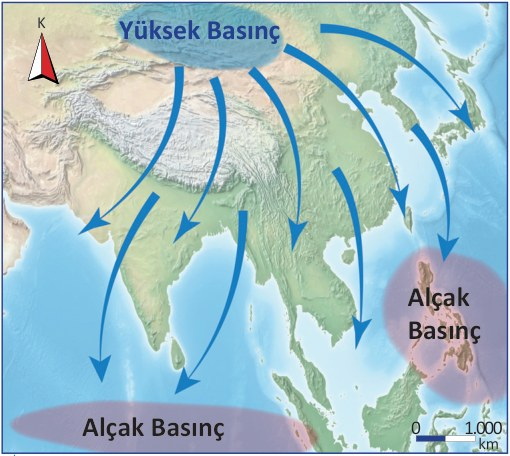 K
Yüksek Basınç
Alçak
Basınç
Alçak Basınç
0 1.000
km